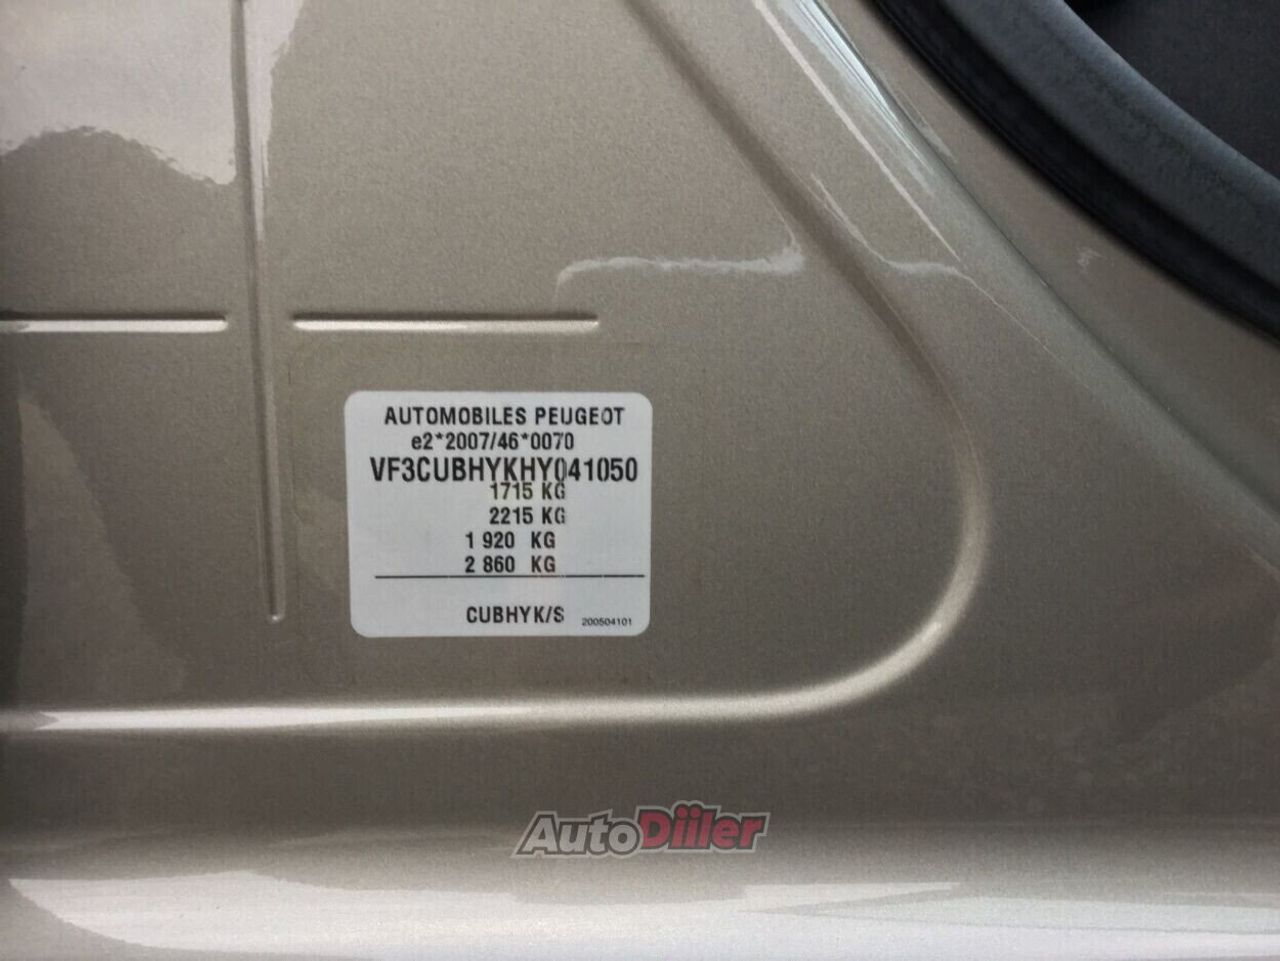 AUTOMOBILES PEUGEOT
e2*2007/46*0070
VF3CUBHYKHY041050
1715 KG
2215 KG
1 920 KG
2 860 KG
CUBHYK/S 200504101
AutoDiiler